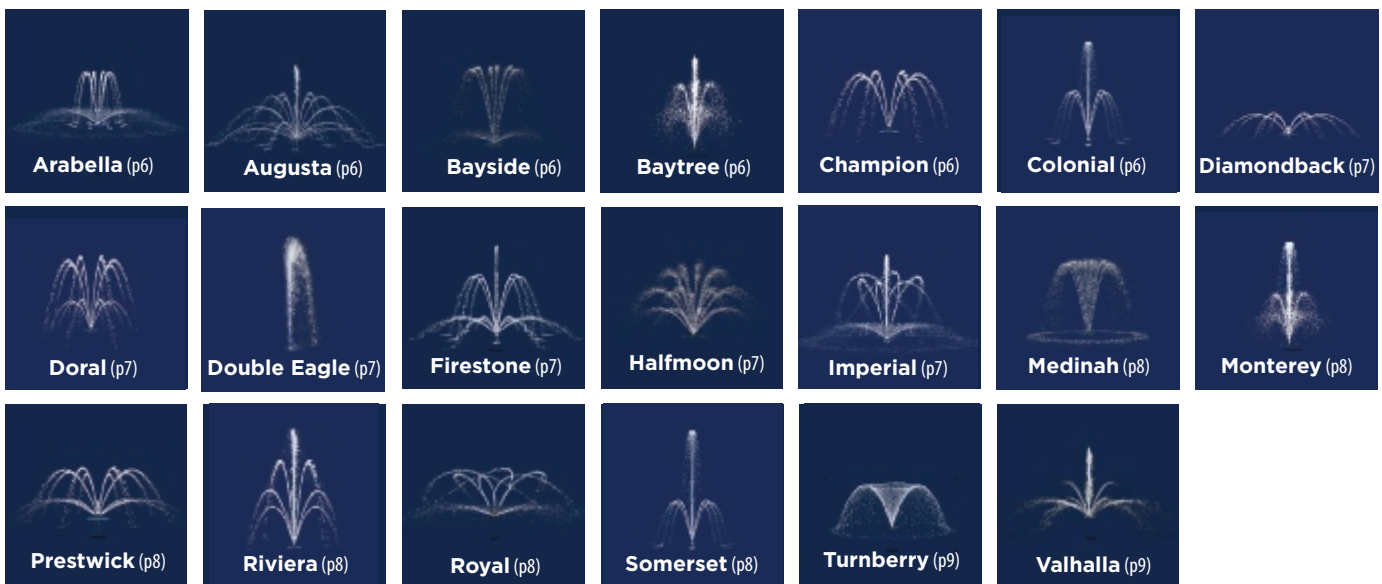 Arabella (p6)
Augusta (p6)
Bayside (p6)
Baytree (p6)
Champion (p6)
Colonial (p6)
Diamondback (p7)
Doral (p7)
Double Eagle (p7)
Firestone (p7)
Halfmoon (p7)
Imperial (p7)
Medinah (p8)
Monterey (p8)
Prestwick (p8)
Riviera (p8)
Royal (p8)
Somerset (p8)
Turnberry (p9)
Valhalla (p9)